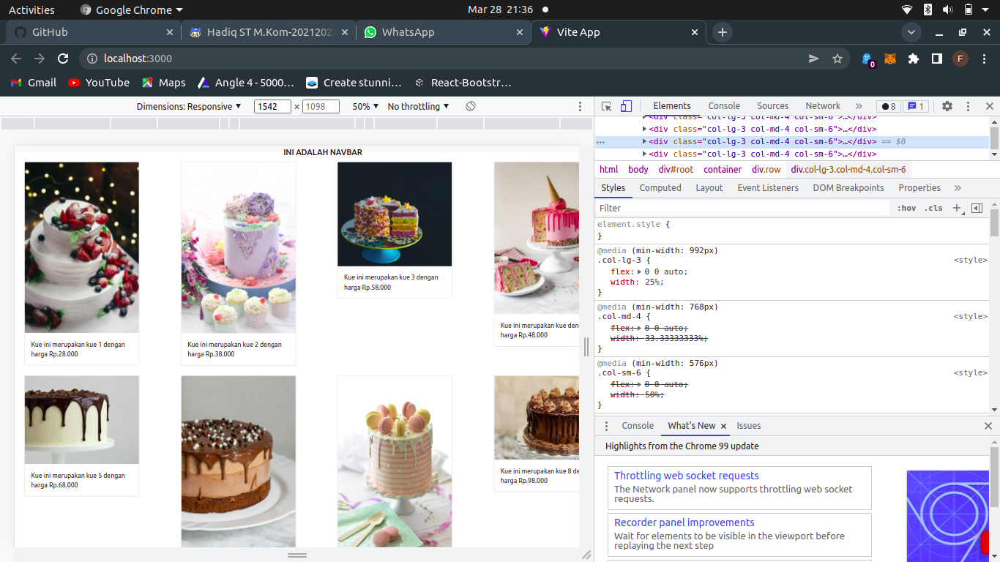 Activities
Google Chrome
Mar 28 21:36
GitHub
Hadiq ST M.Kom-2021202
WhatsApp
Vite App
localhost:3000
0
F
Gmail
YouTube
Maps
Angle 4 - 5000…
Create stunni…
React-Bootstr…
Dimensions: Responsive
1542 × 1098
50%
No throttling
Elements
Console
Sources
Network
»
8
1
<div class="col-lg-3 col-md-4 col-sm-6">…</div>
<div class="col-lg-3 col-md-4 col-sm-6">…</div>
… <div class="col-lg-3 col-md-4 col-sm-6">…</div> == $0
<div class="col-lg-3 col-md-4 col-sm-6">…</div>
html body div#root container div.row div.col-lg-3.col-md-4.col-sm-6
Styles
Computed
Layout
Event Listeners
DOM Breakpoints
Properties
»
Filter
:hov .cls +
element.style {
}
@media (min-width: 992px)
.col-lg-3 { <style>
flex: 0 0 auto;
width: 25%;
}
@media (min-width: 768px)
.col-md-4 { <style>
flex: 0 0 auto;
width: 33.33333333%;
}
@media (min-width: 576px)
.col-sm-6 { <style>
flex: 0 0 auto;
width: 50%;
}
Console
What's New
Issues
Highlights from the Chrome 99 update
Throttling web socket requests
The Network panel now supports throttling web socket
requests.
Recorder panel improvements
Wait for elements to be visible in the viewport before
replaying the next step
INI ADALAH NAVBAR
Kue ini merupakan kue 1 dengan
harga Rp.28.000
Kue ini merupakan kue 2 dengan
harga Rp.38.000
Kue ini merupakan kue 3 dengan
harga Rp.58.000
Kue ini merupakan kue den
harga Rp.48.000
Kue ini merupakan kue 5 dengan
harga Rp.68.000
Kue ini merupakan kue 8 de
harga Rp.98.000